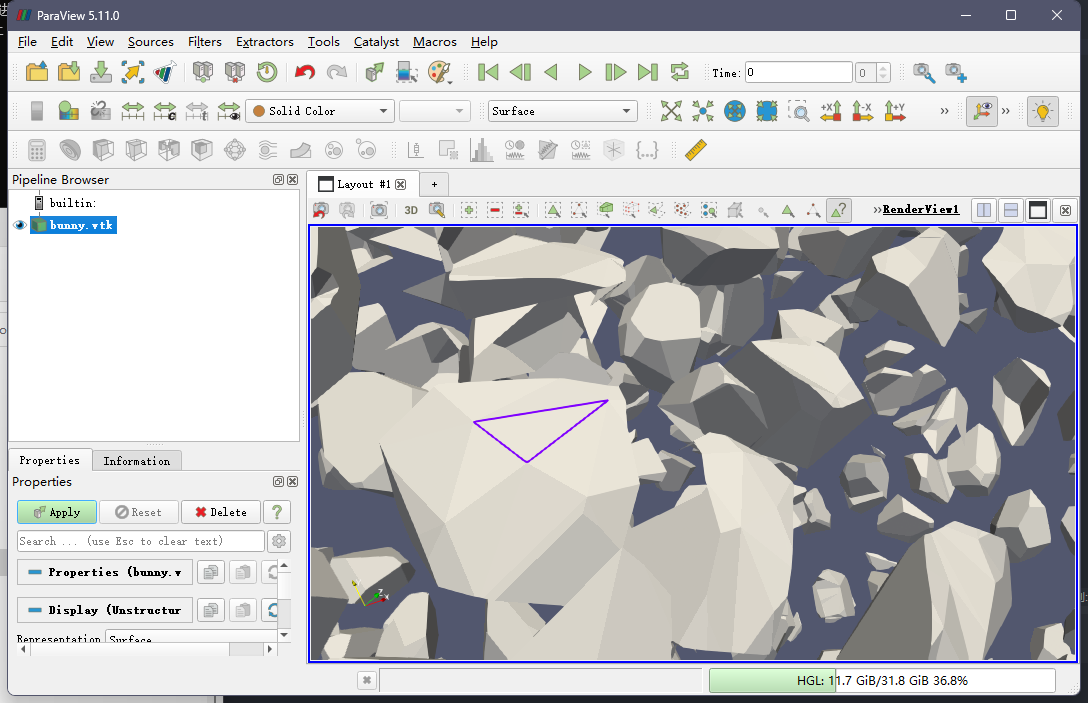 ParaView 5.11.0
File Edit View Sources Filters Extractors Tools Catalyst Macros Help
Time: 0 0
Solid Color Surface +X -X +Y
Pipeline Browser
builtin:
bunny.vtk
Layout #1 +
3D RenderView1
Properties Information
Properties
Apply Reset Delete ?
Search ... (use Esc to clear text)
Properties (bunny.v
Display (Unstructur
Representation Surface
Z
X
HGL: 11.7 GiB/31.8 GiB 36.8%